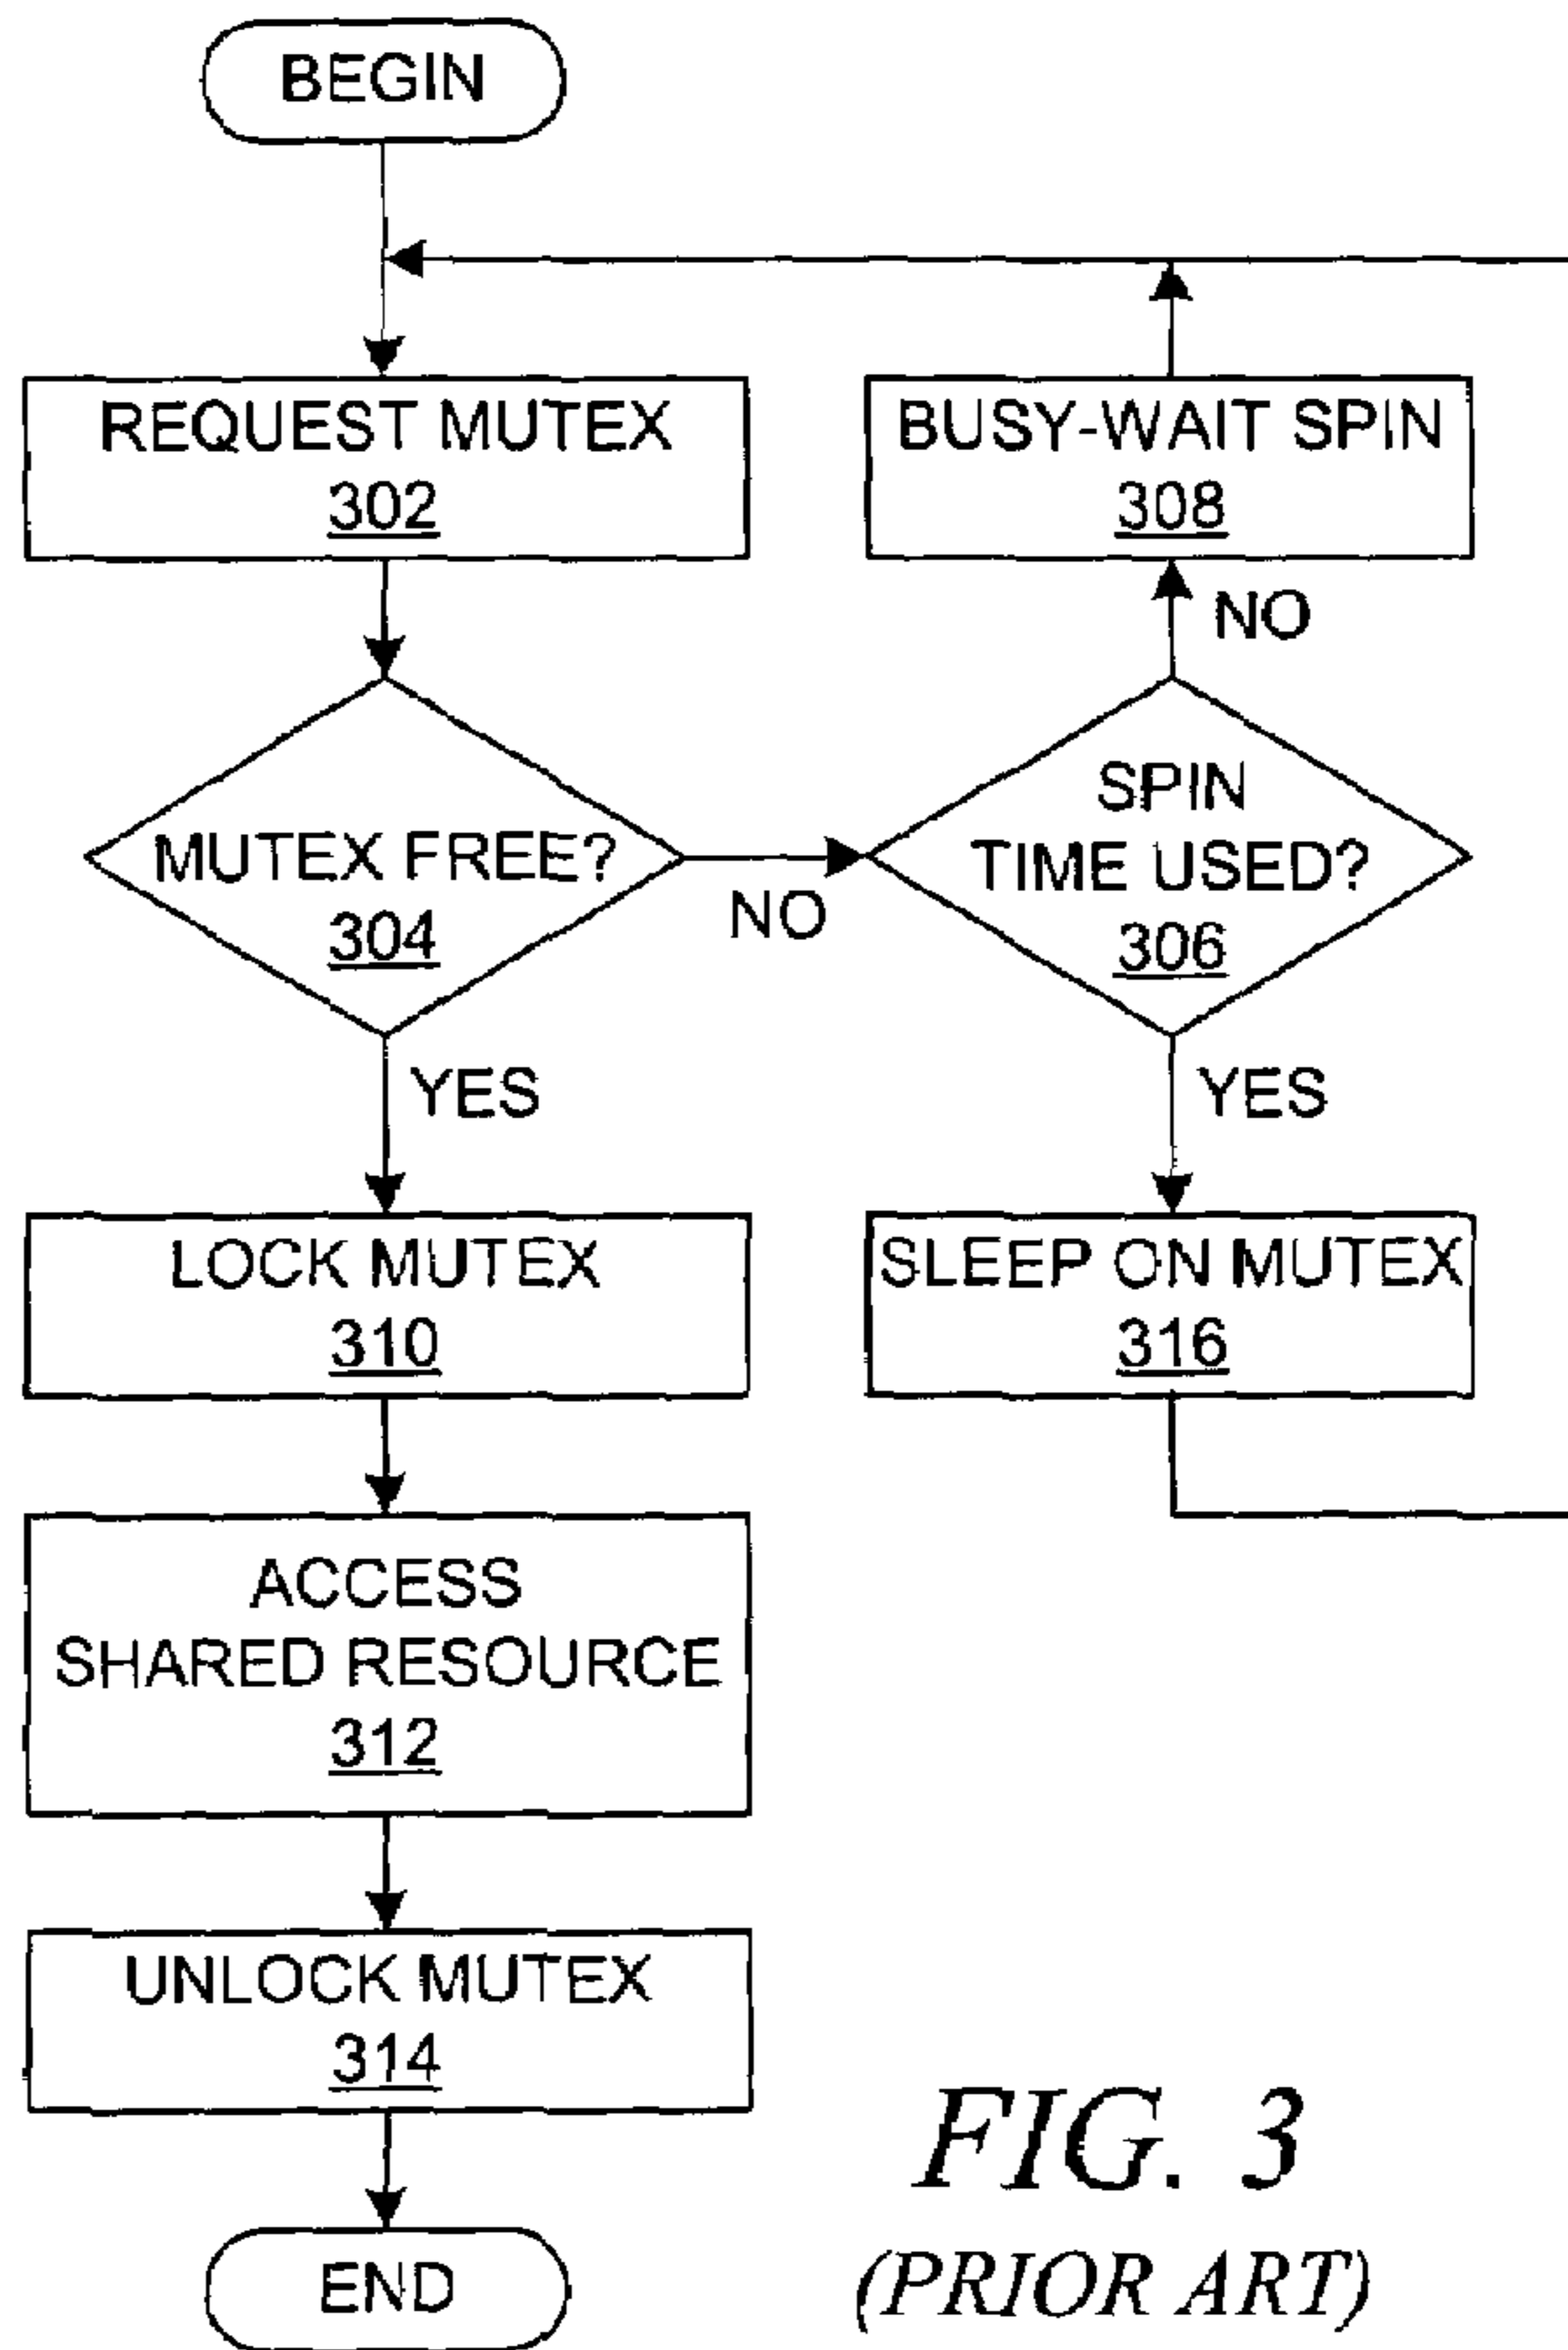 BEGIN
REQUEST MUTEX
302
BUSY-WAIT SPIN
308
NO
MUTEX FREE?
304
NO
SPIN
TIME USED?
306
YES
YES
LOCK MUTEX
310
SLEEP ON MUTEX
316
ACCESS
SHARED RESOURCE
312
UNLOCK MUTEX
314
END
FIG. 3
(PRIOR ART)